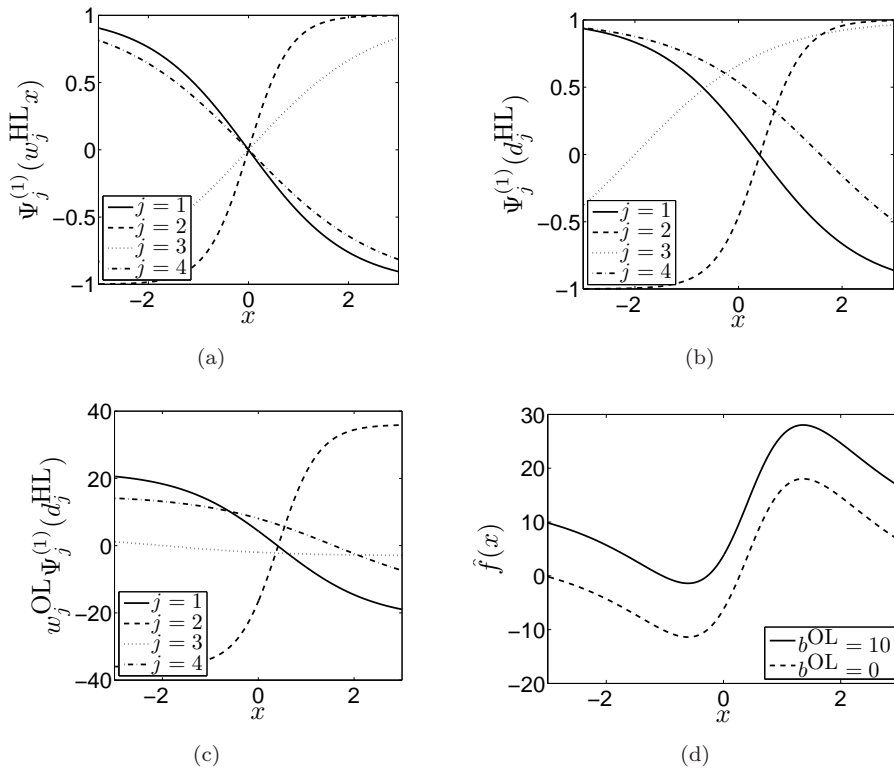 1
0.5
0
−0.5
−1
−2
0
2
x
Ψ_j^(1)(w_j^HL x)
j = 1
j = 2
j = 3
j = 4
(a)
1
0.5
0
−0.5
−1
−2
0
2
x
Ψ_j^(1)(d_j^HL)
j = 1
j = 2
j = 3
j = 4
(b)
40
20
0
−20
−40
−2
0
2
x
w_j^OL Ψ_j^(1)(d_j^HL)
j = 1
j = 2
j = 3
j = 4
(c)
30
20
10
0
−10
−20
−2
0
2
x
f̂(x)
b^OL = 10
b^OL = 0
(d)